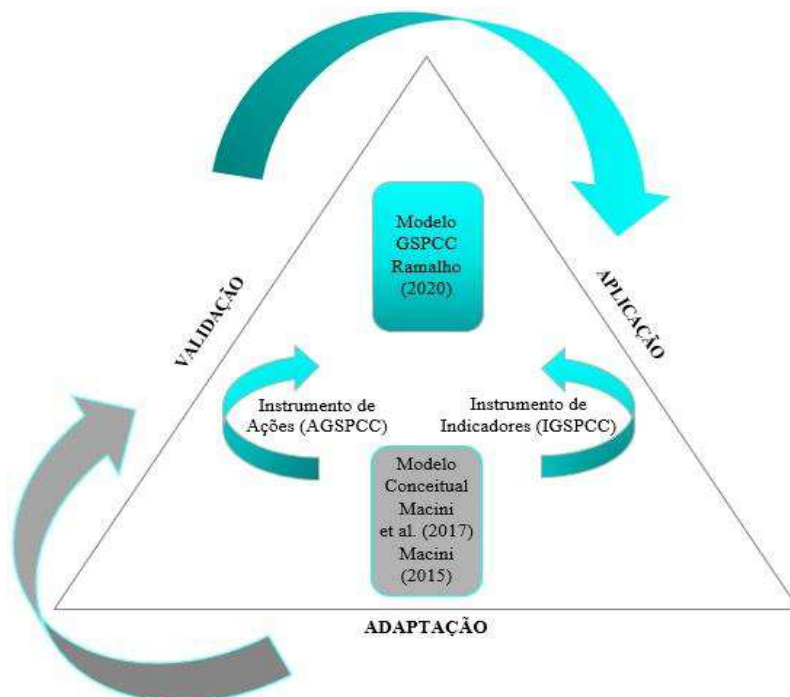 Modelo
GSPCC
Ramalho
(2020)
VALIDAÇÃO
APLICAÇÃO
Instrumento de
Ações (AGSPCC)
Instrumento de
Indicadores (IGSPCC)
Modelo
Conceitual
Macini
et al. (2017)
Macini
(2015)
ADAPTAÇÃO